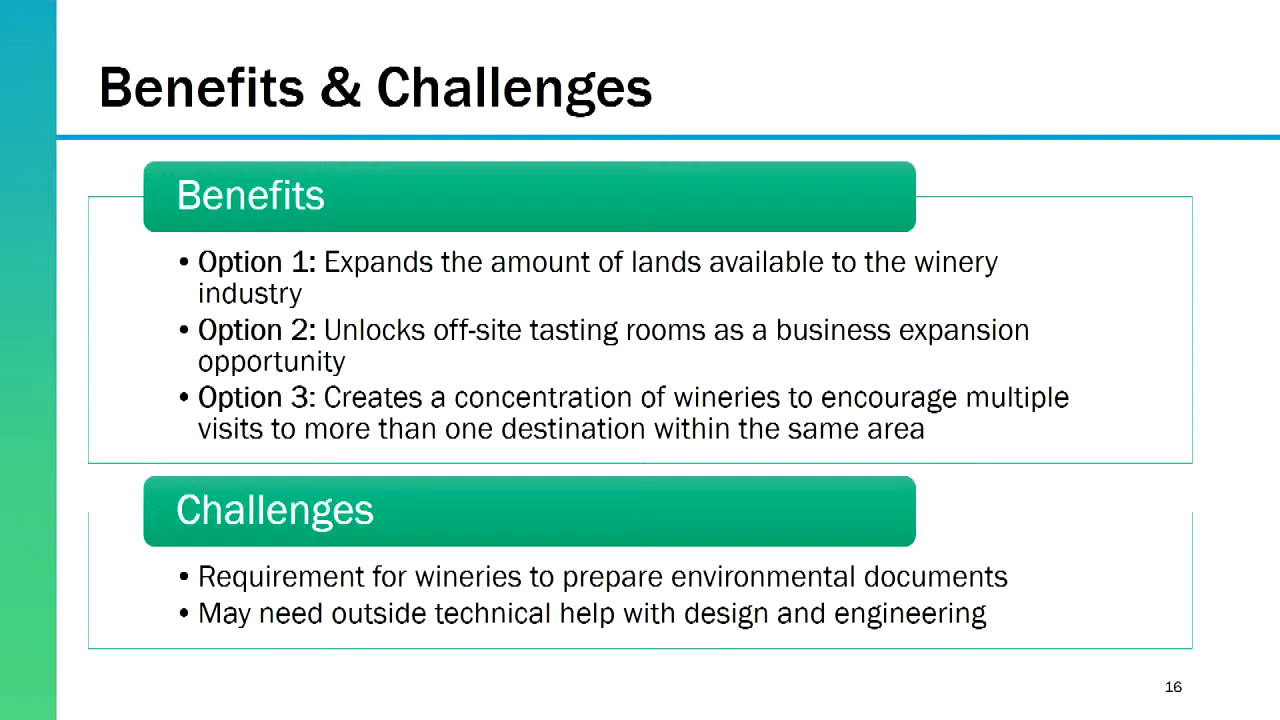 Benefits & Challenges
Benefits
• Option 1: Expands the amount of lands available to the winery
industry
• Option 2: Unlocks off-site tasting rooms as a business expansion
opportunity
• Option 3: Creates a concentration of wineries to encourage multiple
visits to more than one destination within the same area
Challenges
• Requirement for wineries to prepare environmental documents
• May need outside technical help with design and engineering
16